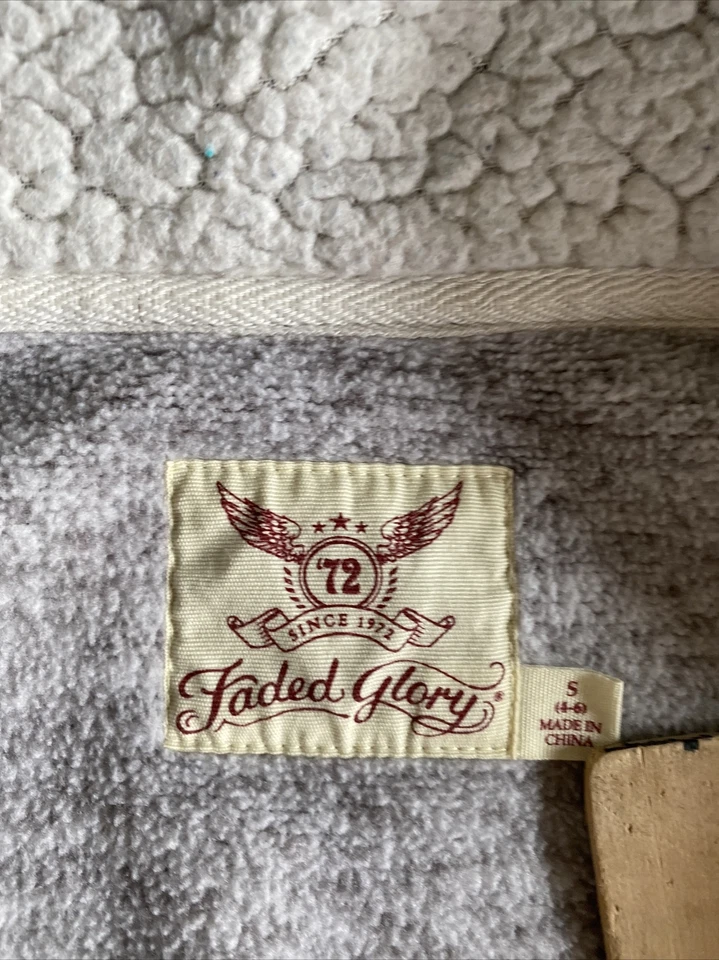 '72
SINCE 1972
Faded Glory®
S
(4-6)
MADE IN
CHINA